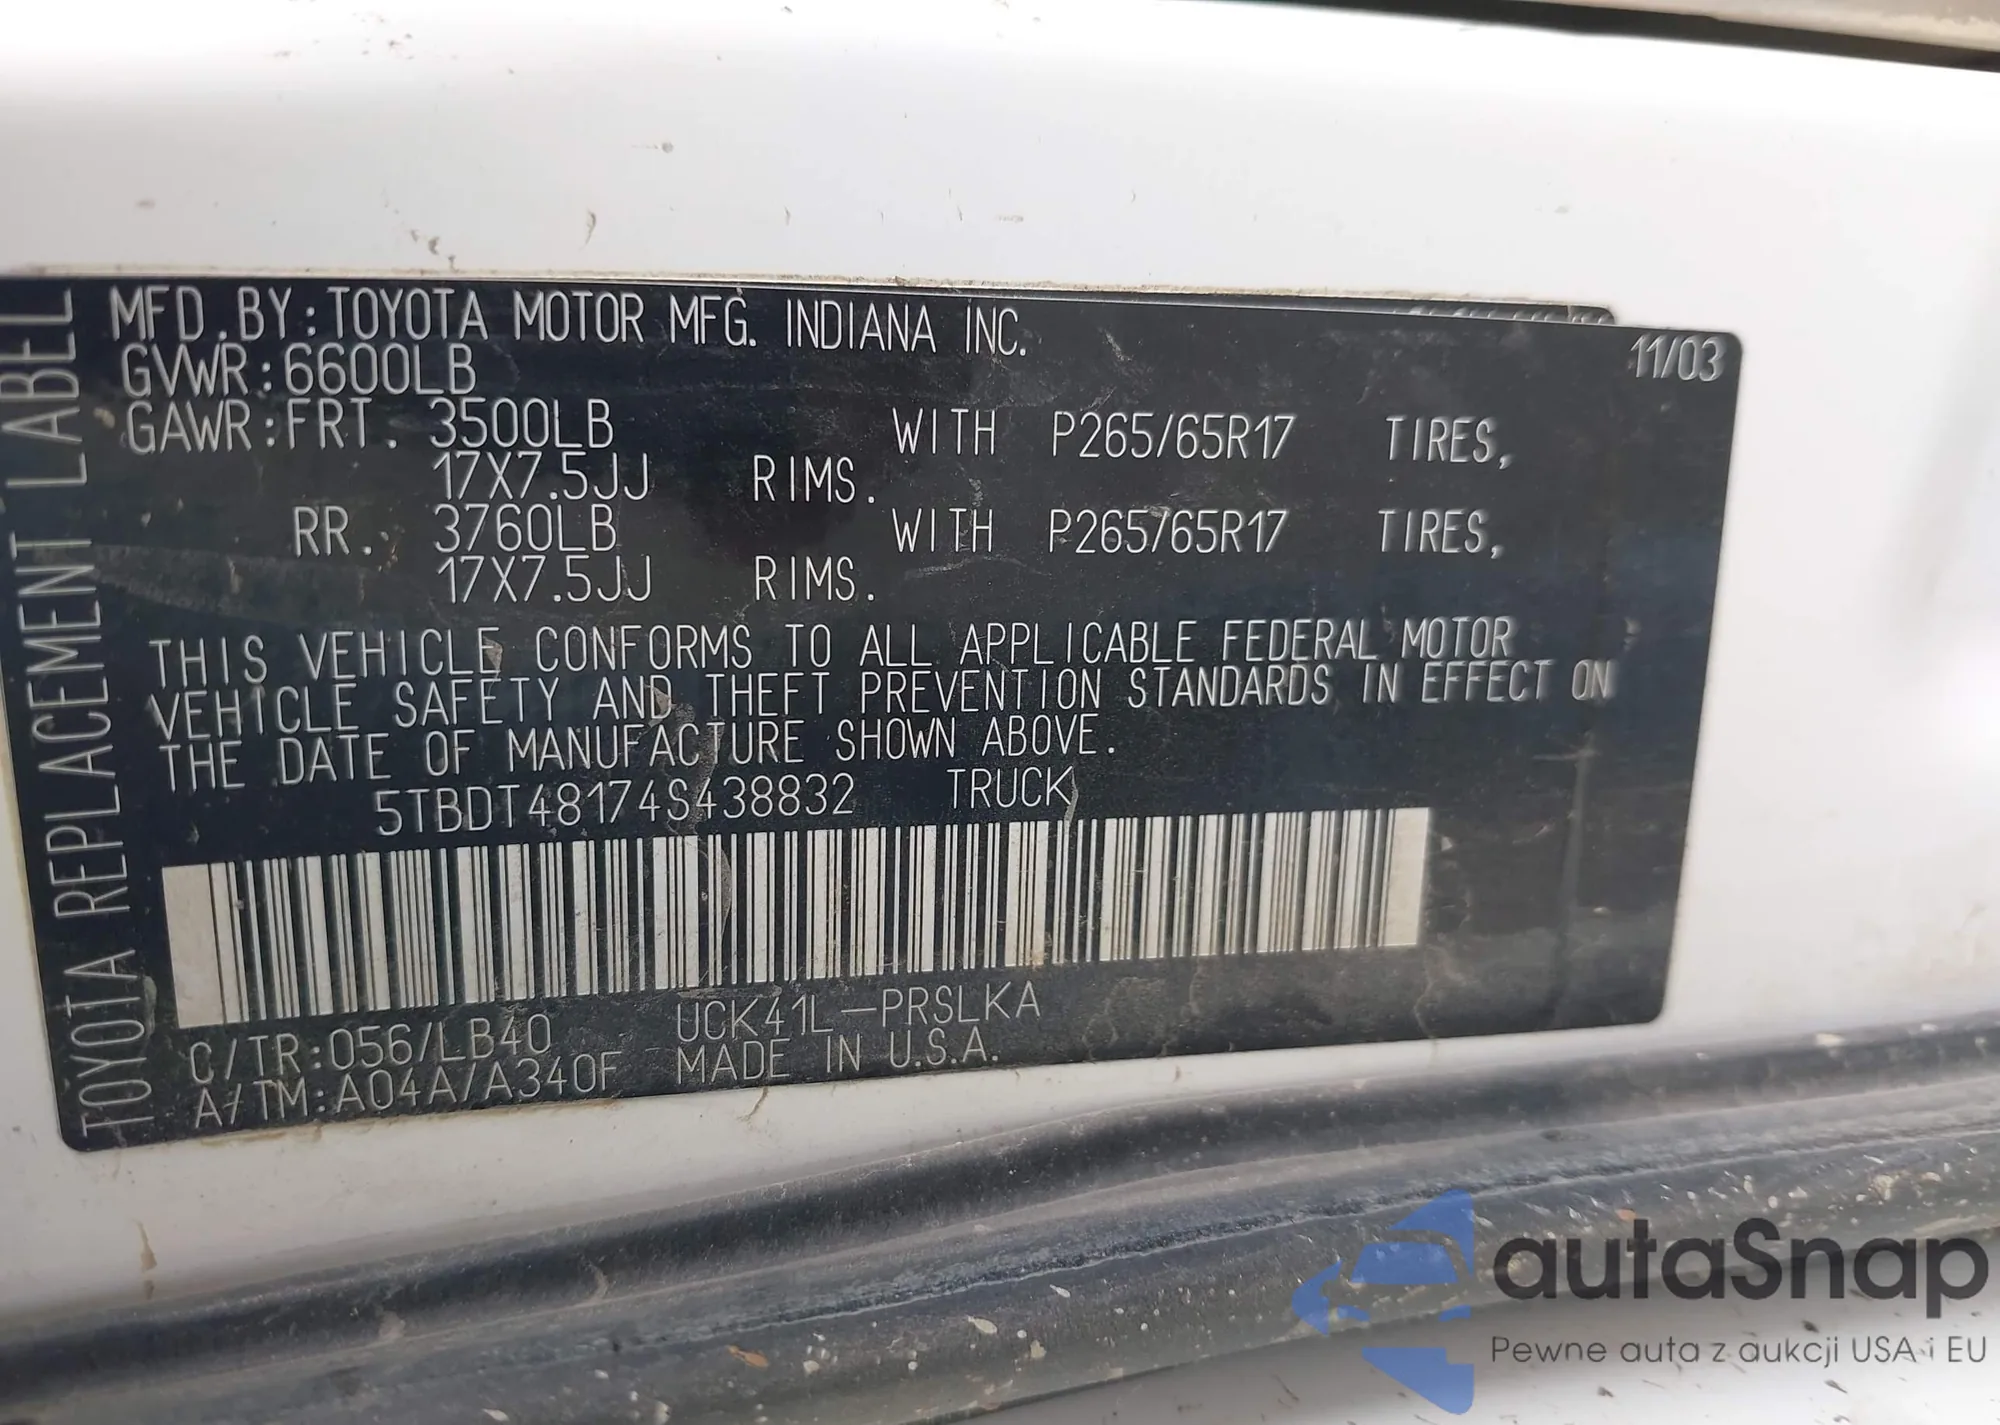 TOYOTA REPLACEMENT LABEL
MFD.BY:TOYOTA MOTOR MFG. INDIANA INC.
11/03
GVWR:6600LB
GAWR:FRT. 3500LB WITH P265/65R17 TIRES,
17X7.5JJ RIMS.
RR. 3760LB WITH P265/65R17 TIRES,
17X7.5JJ RIMS.
THIS VEHICLE CONFORMS TO ALL APPLICABLE FEDERAL MOTOR
VEHICLE SAFETY AND THEFT PREVENTION STANDARDS IN EFFECT ON
THE DATE OF MANUFACTURE SHOWN ABOVE.
5TBDT48174S438832 TRUCK
C/TR:056/LB40 UCK41L-PRSLKA
A/TM:A04A/A340F MADE IN U.S.A.
autaSnap
Pewne auta z aukcji USA i EU